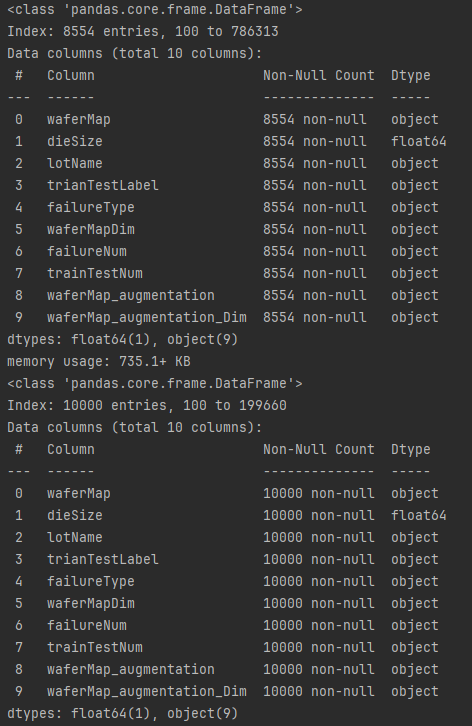 <class 'pandas.core.frame.DataFrame'>
Index: 8554 entries, 100 to 786313
Data columns (total 10 columns):
 #   Column                     Non-Null Count  Dtype
---  ------                     --------------  -----
 0   waferMap                   8554 non-null   object
 1   dieSize                    8554 non-null   float64
 2   lotName                    8554 non-null   object
 3   trianTestLabel             8554 non-null   object
 4   failureType                8554 non-null   object
 5   waferMapDim                8554 non-null   object
 6   failureNum                 8554 non-null   object
 7   trainTestNum               8554 non-null   object
 8   waferMap_augmentation      8554 non-null   object
 9   waferMap_augmentation_Dim  8554 non-null   object
dtypes: float64(1), object(9)
memory usage: 735.1+ KB
<class 'pandas.core.frame.DataFrame'>
Index: 10000 entries, 100 to 199660
Data columns (total 10 columns):
 #   Column                     Non-Null Count  Dtype
---  ------                     --------------  -----
 0   waferMap                   10000 non-null  object
 1   dieSize                    10000 non-null  float64
 2   lotName                    10000 non-null  object
 3   trianTestLabel             10000 non-null  object
 4   failureType                10000 non-null  object
 5   waferMapDim                10000 non-null  object
 6   failureNum                 10000 non-null  object
 7   trainTestNum               10000 non-null  object
 8   waferMap_augmentation      10000 non-null  object
 9   waferMap_augmentation_Dim  10000 non-null  object
dtypes: float64(1), object(9)